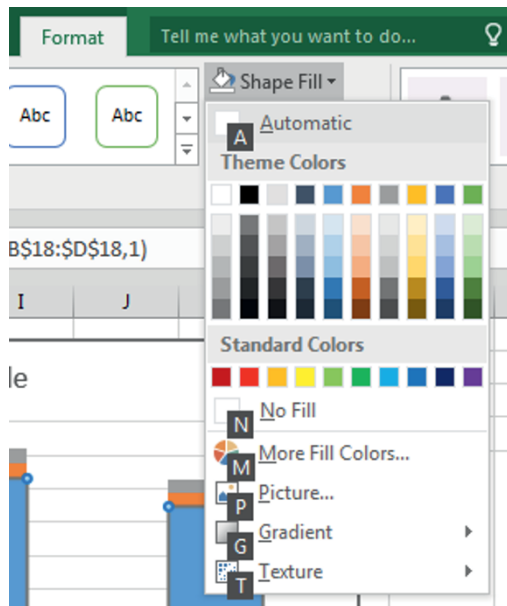 Format
Tell me what you want to do...
Abc
Abc
Shape Fill
A
Automatic
Theme Colors
B$18:$D$18,1)
I
J
Standard Colors
le
N
No Fill
M
More Fill Colors...
P
Picture...
G
Gradient
T
Texture